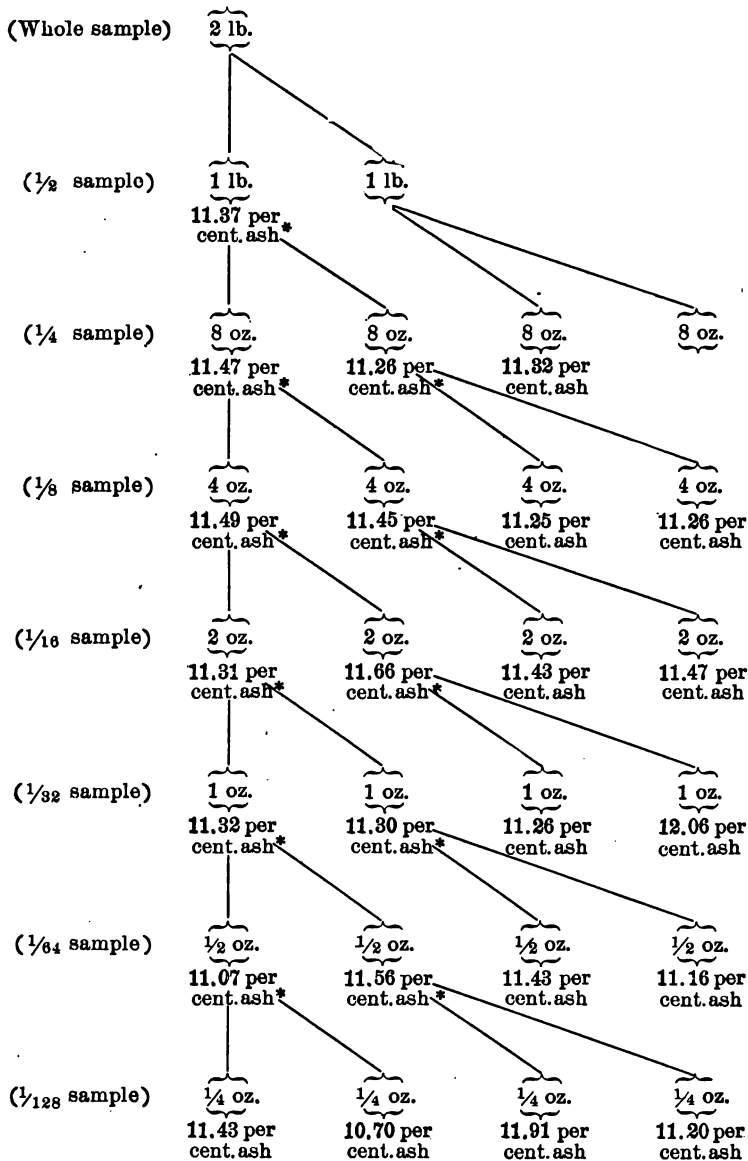 (Whole sample) 2 lb.
(1/2 sample) 1 lb. 1 lb.
11.37 per
cent. ash*
(1/4 sample) 8 oz. 8 oz. 8 oz. 8 oz.
11.47 per 11.26 per 11.32 per
cent. ash* cent. ash* cent. ash
(1/8 sample) 4 oz. 4 oz. 4 oz. 4 oz.
11.49 per 11.45 per 11.25 per 11.26 per
cent. ash* cent. ash* cent. ash cent. ash
(1/16 sample) 2 oz. 2 oz. 2 oz. 2 oz.
11.31 per 11.66 per 11.43 per 11.47 per
cent. ash* cent. ash* cent. ash cent. ash
(1/32 sample) 1 oz. 1 oz. 1 oz. 1 oz.
11.32 per 11.30 per 11.26 per 12.06 per
cent. ash* cent. ash* cent. ash cent. ash
(1/64 sample) 1/2 oz. 1/2 oz. 1/2 oz. 1/2 oz.
11.07 per 11.56 per 11.43 per 11.16 per
cent. ash* cent. ash* cent. ash cent. ash
(1/128 sample) 1/4 oz. 1/4 oz. 1/4 oz. 1/4 oz.
11.43 per 10.70 per 11.91 per 11.20 per
cent. ash cent. ash cent. ash cent. ash